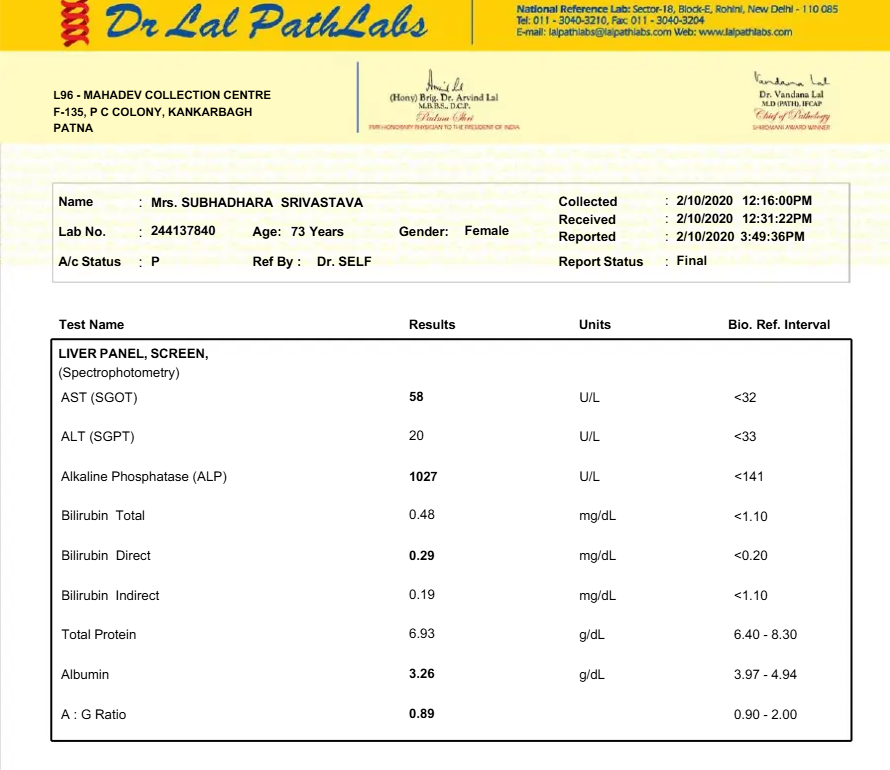 Dr Lal PathLabs
National Reference Lab: Sector-18, Block-E, Rohini, New Delhi - 110 085
Tel: 011 - 3040-3210, Fax: 011 - 3040-3204
E-mail: lalpathlabs@lalpathlabs.com Web: www.lalpathlabs.com
L96 - MAHADEV COLLECTION CENTRE
F-135, P C COLONY, KANKARBAGH
PATNA
(Hony) Brig. Dr. Arvind Lal
M.B.B.S., D.C.P.
Padma Shri
FMR HONORARY PHYSICIAN TO THE PRESIDENT OF INDIA
Vandana Lal
Dr. Vandana Lal
M.D (PATH), IFCAP
Chief of Pathology
SHRIDHANI AWARD WINNER
Name : Mrs. SUBHADHARA SRIVASTAVA
Lab No. : 244137840 Age: 73 Years Gender: Female
A/c Status : P Ref By : Dr. SELF
Collected : 2/10/2020 12:16:00PM
Received : 2/10/2020 12:31:22PM
Reported : 2/10/2020 3:49:36PM
Report Status : Final
Test Name Results Units Bio. Ref. Interval
LIVER PANEL, SCREEN,
(Spectrophotometry)
AST (SGOT) 58 U/L <32
ALT (SGPT) 20 U/L <33
Alkaline Phosphatase (ALP) 1027 U/L <141
Bilirubin Total 0.48 mg/dL <1.10
Bilirubin Direct 0.29 mg/dL <0.20
Bilirubin Indirect 0.19 mg/dL <1.10
Total Protein 6.93 g/dL 6.40 - 8.30
Albumin 3.26 g/dL 3.97 - 4.94
A : G Ratio 0.89 0.90 - 2.00